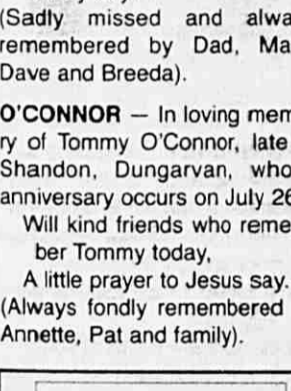 (Sadly missed and alwa
remembered by Dad, Ma
Dave and Breeda).
O'CONNOR — In loving mem
ry of Tommy O'Connor, late
Shandon, Dungarvan, who
anniversary occurs on July 26
Will kind friends who reme
ber Tommy today,
A little prayer to Jesus say.
(Always fondly remembered
Annette, Pat and family).